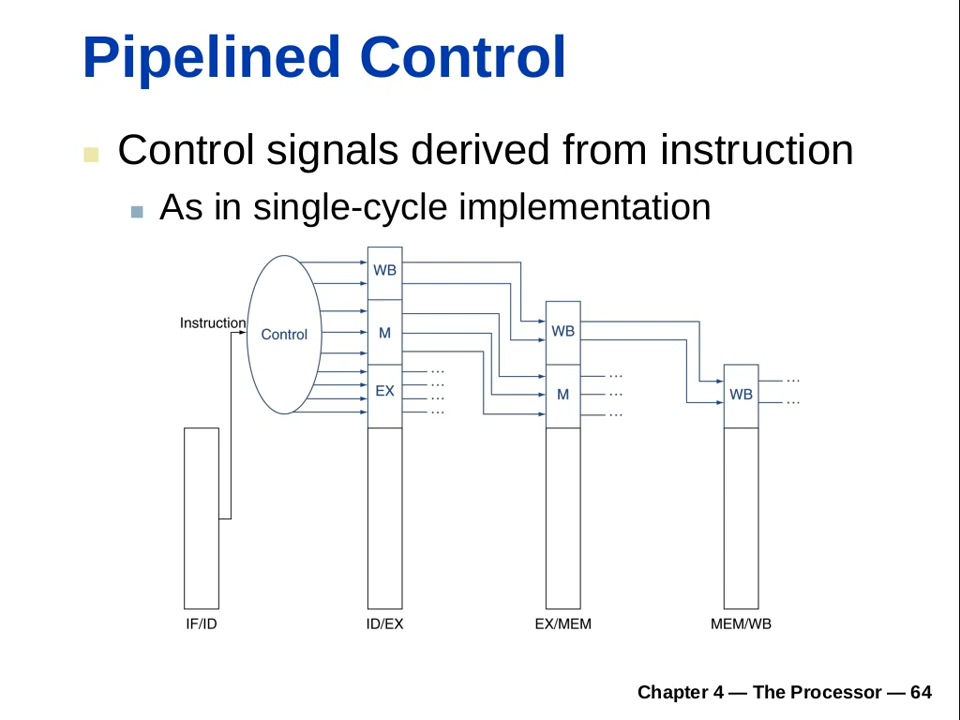 Pipelined Control
Control signals derived from instruction
As in single-cycle implementation
Instruction
Control
WB
M
EX
...
...
...
...
WB
M
...
...
...
WB
...
...
IF/ID
ID/EX
EX/MEM
MEM/WB
Chapter 4 — The Processor — 64